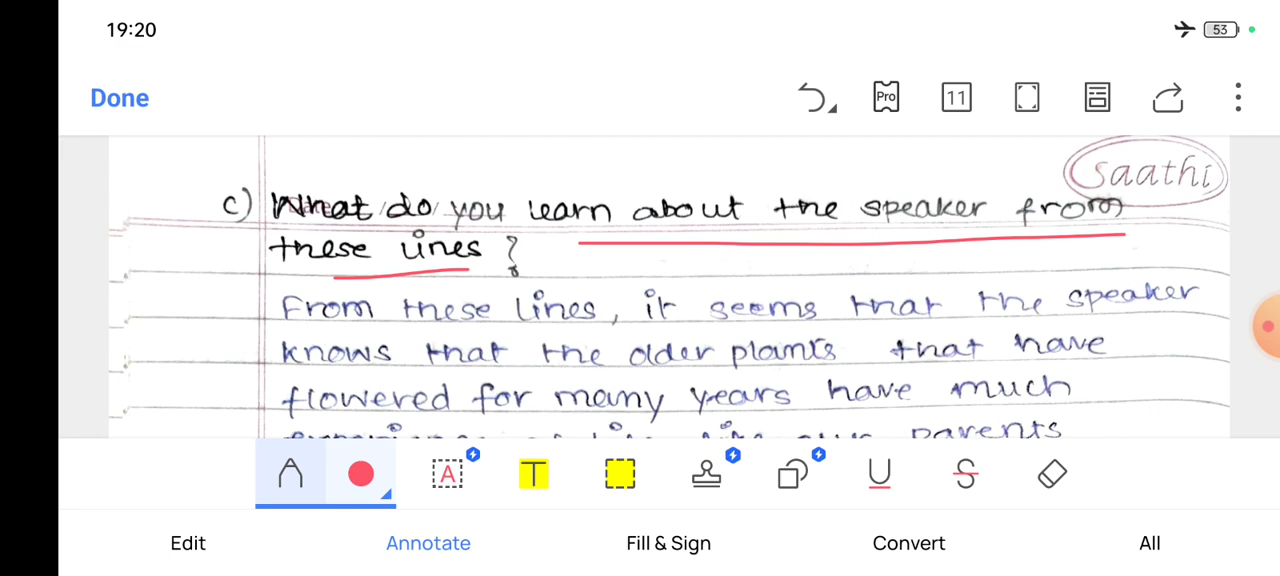 19:20
53
Done
Pro
11
Saathi
c) What do you learn about the speaker from
these lines ?
From these lines, it seems that the speaker
knows that the older plants that have
flowered for many years have much
parents
A
T
U
S
Edit
Annotate
Fill & Sign
Convert
All